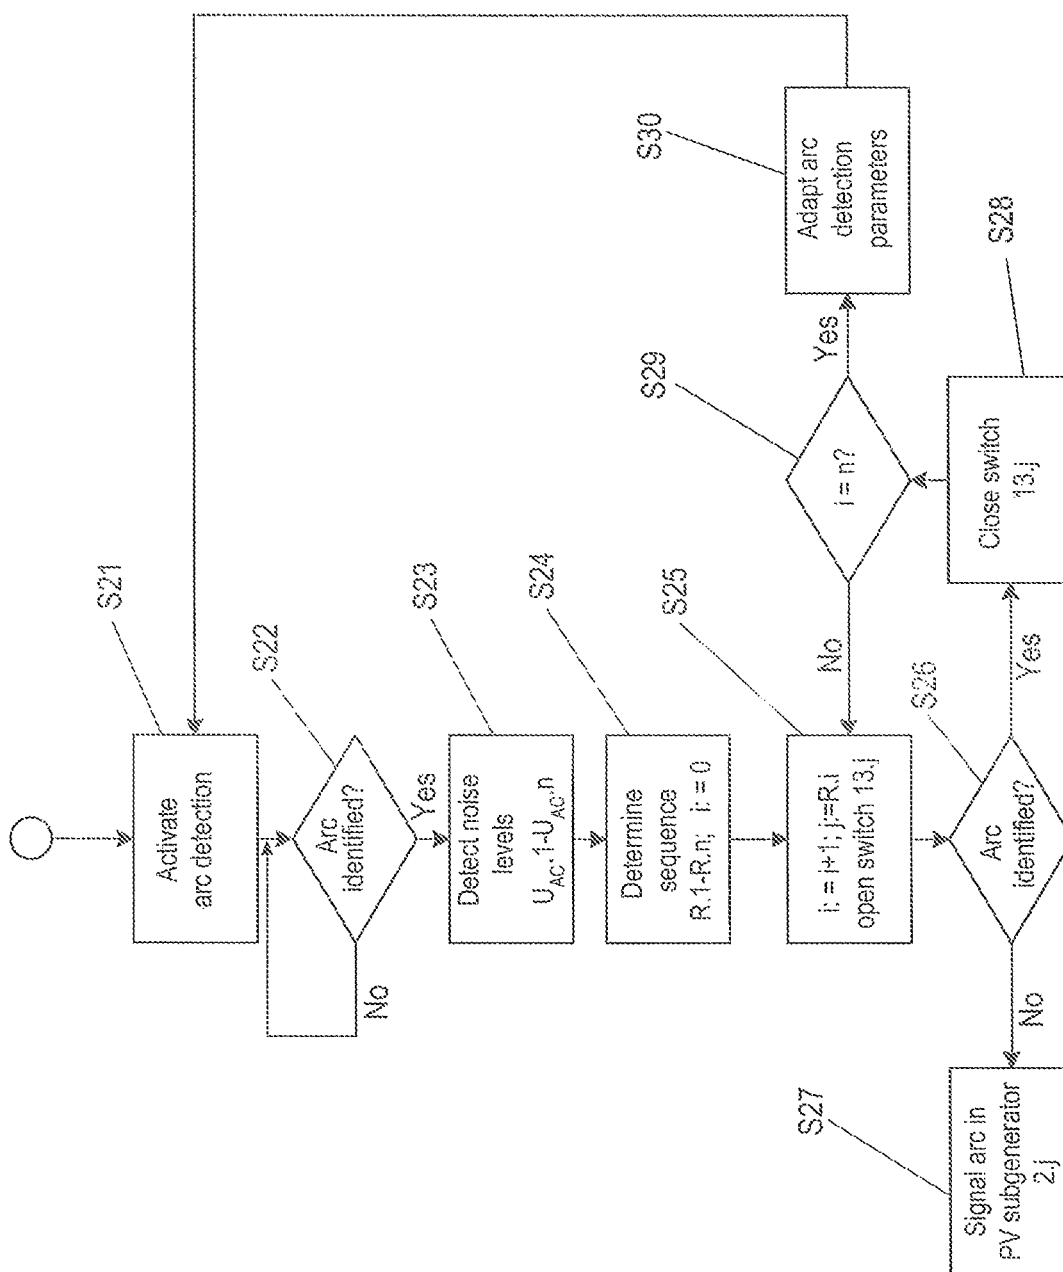 S21
Activate
arc detection
S22
Arc
identified?
No
Yes
S23
Detect noise
levels
U_AC.1-U_AC.n
S24
Determine
sequence
R.1-R.n; i: = 0
S25
i: = i+1; j:=R.i
open switch 13.j
S26
Arc
identified?
No
Yes
S27
Signal arc in
PV subgenerator
2.j
S28
Close switch
13.j
S29
i = n?
No
Yes
S30
Adapt arc
detection
parameters